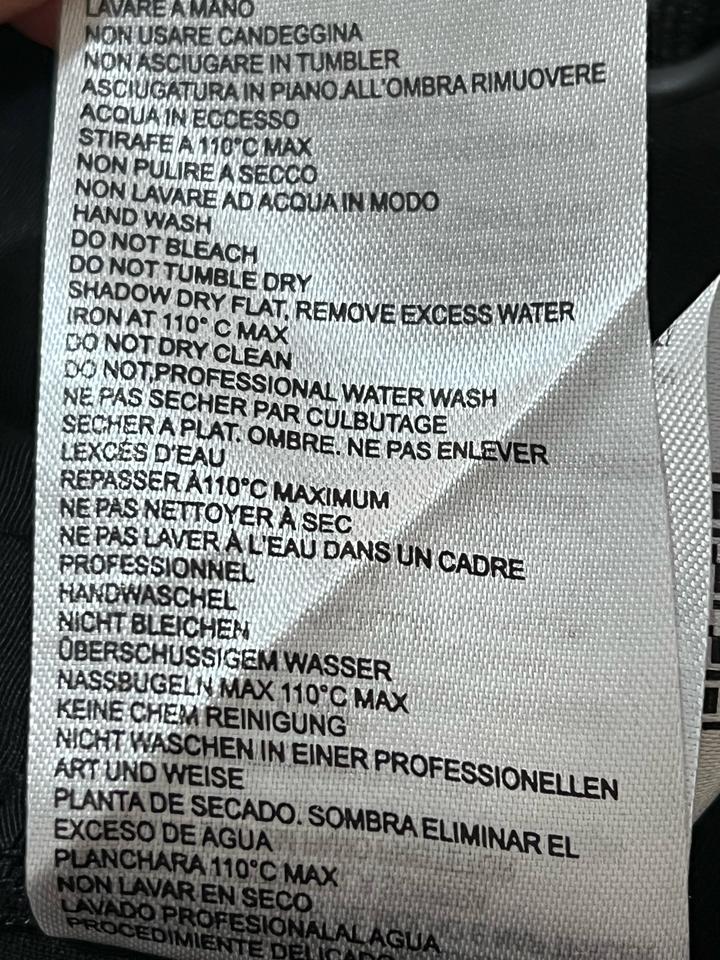 LAVARE A MANO
NON USARE CANDEGGINA
NON ASCIUGARE IN TUMBLER
ASCIUGATURA IN PIANO.ALL'OMBRA RIMUOVERE
ACQUA IN ECCESSO
STIRAFE A 110°C MAX
NON PULIRE A SECCO
NON LAVARE AD ACQUA IN MODO
HAND WASH
DO NOT BLEACH
DO NOT TUMBLE DRY
SHADOW DRY FLAT, REMOVE EXCESS WATER
IRON AT 110° C MAX
DO NOT DRY CLEAN
DO NOT,PROFESSIONAL WATER WASH
NE PAS SECHER PAR CULBUTAGE
SECHER A PLAT. OMBRE. NE PAS ENLEVER
LEXCÈS D'EAU
REPASSER À110°C MAXIMUM
NE PAS NETTOYER À SEC
NE PAS LAVER À L'EAU DANS UN CADRE
PROFESSIONNEL
HANDWASCHEL
NICHT BLEICHEN
ÜBERSCHUSSIGEM WASSER
NASSBUGELN MAX 110°C MAX
KEINE CHEM REINIGUNG
NICHT WASCHEN IN EINER PROFESSIONELLEN
ART UND WEISE
PLANTA DE SECADO. SOMBRA ELIMINAR EL
EXCESO DE AGUA
PLANCHARA 110°C MAX
NON LAVAR EN SECO
LAVADO PROFESIONALAL AGUA
PROCEDIMIENTE DELICADO